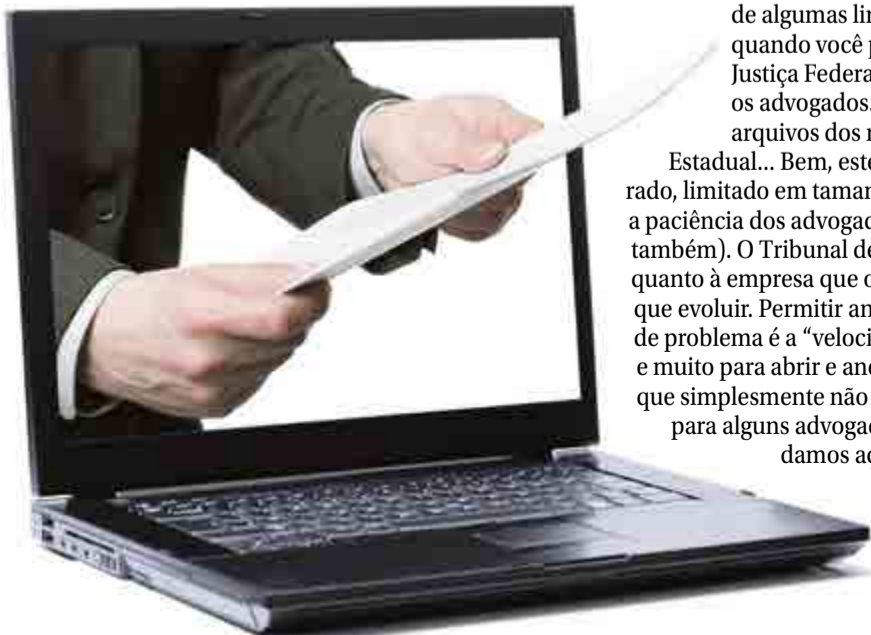 de algumas lin
quando você p
Justiça Federa
os advogados.
arquivos dos
Estadual... Bem, este
rado, limitado em taman
a paciência dos advogad
também). O Tribunal de
quanto à empresa que o
que evoluir. Permitir an
de problema é a “veloci
e muito para abrir e ane
que simplesmente não
para alguns advogad
damos aq